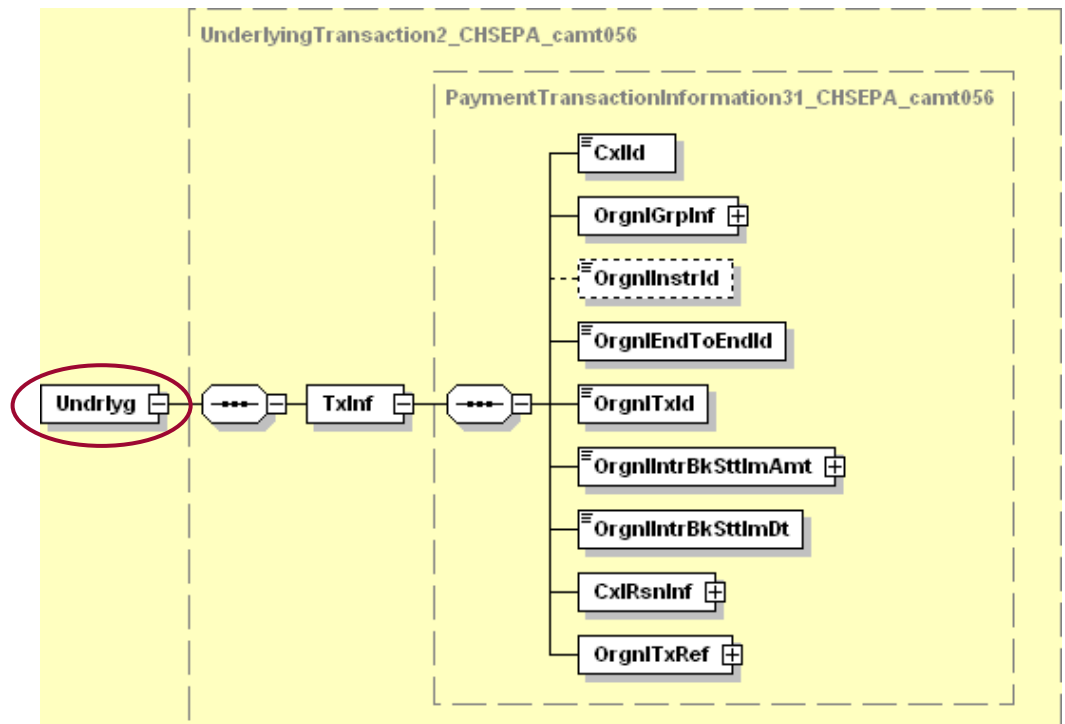 UnderlyingTransaction2_CHSEPA_camt056
PaymentTransactionInformation31_CHSEPA_camt056
CxlId
OrgnlGrpInf
OrgnlInstrId
OrgnlEndToEndId
Undrlyg
TxInf
OrgnlTxId
OrgnlIntrBkSttlmAmt
OrgnlIntrBkSttlmDt
CxlRsnInf
OrgnlTxRef